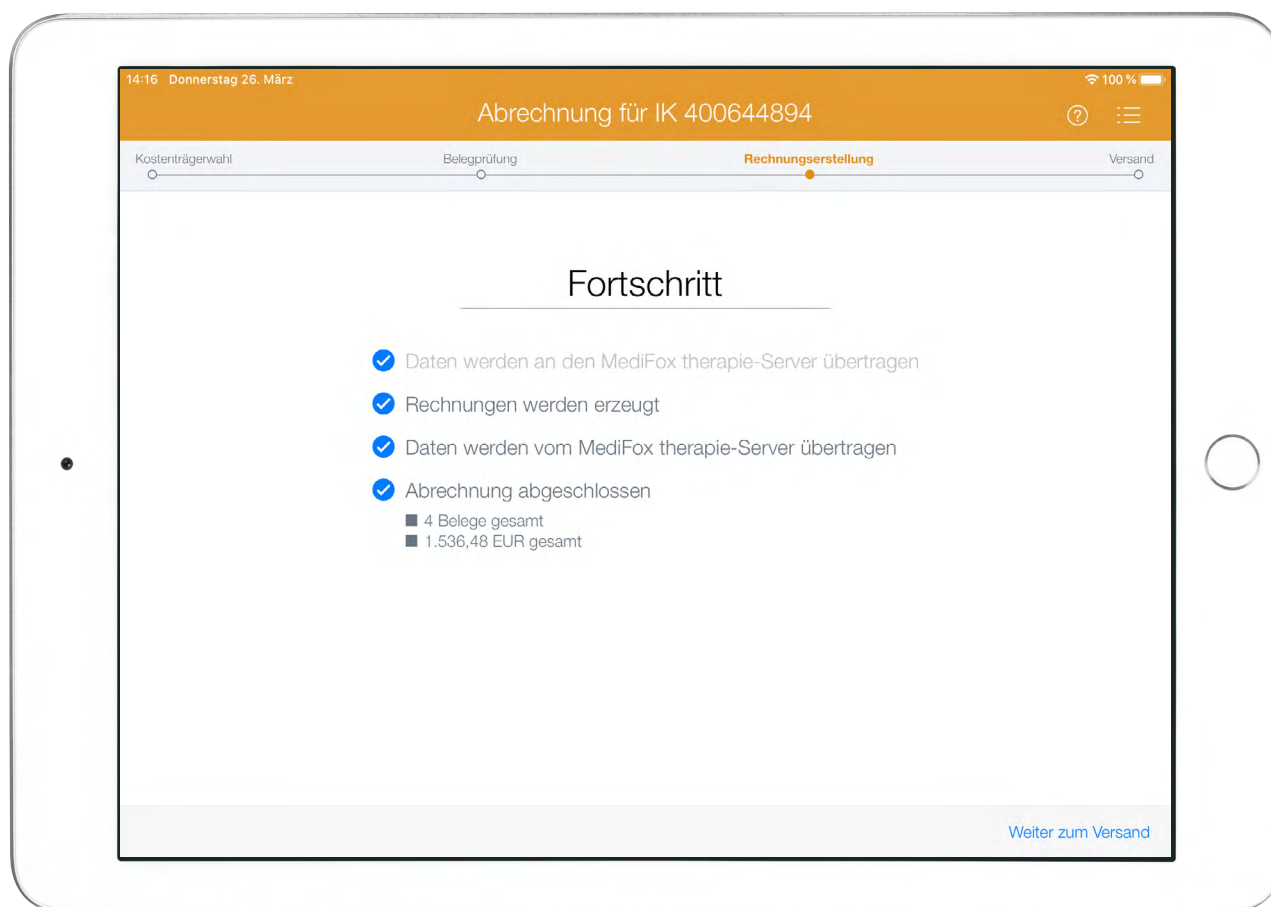 14:16 Donnerstag 26. März
100 %
Abrechnung für IK 400644894
?
Kostenträgerwahl
Belegprüfung
Rechnungserstellung
Versand
Fortschritt
Daten werden an den MediFox therapie-Server übertragen
Rechnungen werden erzeugt
Daten werden vom MediFox therapie-Server übertragen
Abrechnung abgeschlossen
4 Belege gesamt
1.536,48 EUR gesamt
Weiter zum Versand